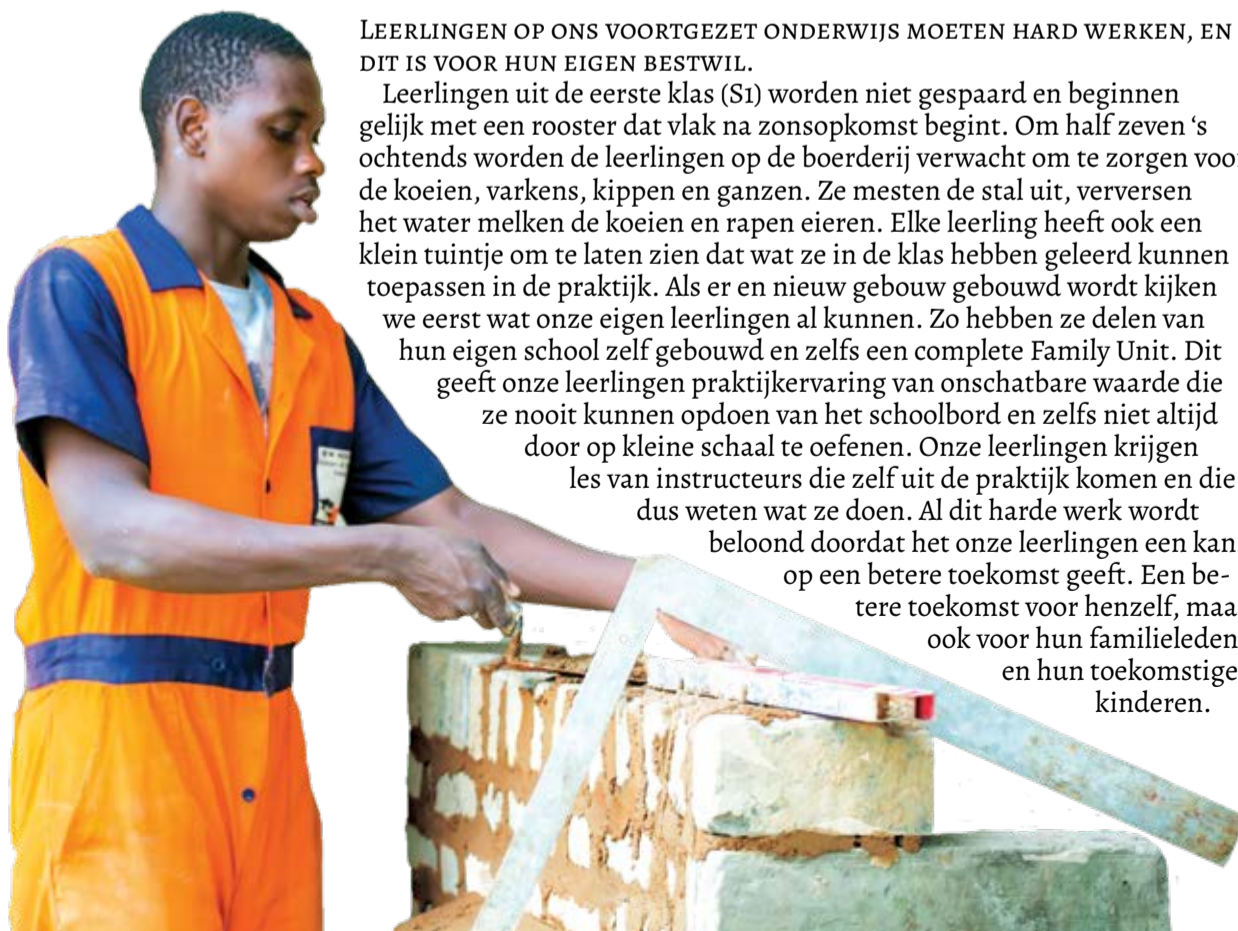 LEERLINGEN OP ONS VOORTGEZET ONDERWIJS MOETEN HARD WERKEN, EN
DIT IS VOOR HUN EIGEN BESTWIL.
Leerlingen uit de eerste klas (S1) worden niet gespaard en beginnen
gelijk met een rooster dat vlak na zonsopkomst begint. Om half zeven ‘s
ochtends worden de leerlingen op de boerderij verwacht om te zorgen voor
de koeien, varkens, kippen en ganzen. Ze mesten de stal uit, verversen
het water melken de koeien en rapen eieren. Elke leerling heeft ook een
klein tuintje om te laten zien dat wat ze in de klas hebben geleerd kunnen
toepassen in de praktijk. Als er en nieuw gebouw gebouwd wordt kijken
we eerst wat onze eigen leerlingen al kunnen. Zo hebben ze delen van
hun eigen school zelf gebouwd en zelfs een complete Family Unit. Dit
geeft onze leerlingen praktijkervaring van onschatbare waarde die
ze nooit kunnen opdoen van het schoolbord en zelfs niet altijd
door op kleine schaal te oefenen. Onze leerlingen krijgen
les van instructeurs die zelf uit de praktijk komen en die
dus weten wat ze doen. Al dit harde werk wordt
beloond doordat het onze leerlingen een kan
op een betere toekomst geeft. Een be-
tere toekomst voor henzelf, maa
ook voor hun familieleden
en hun toekomstige
kinderen.